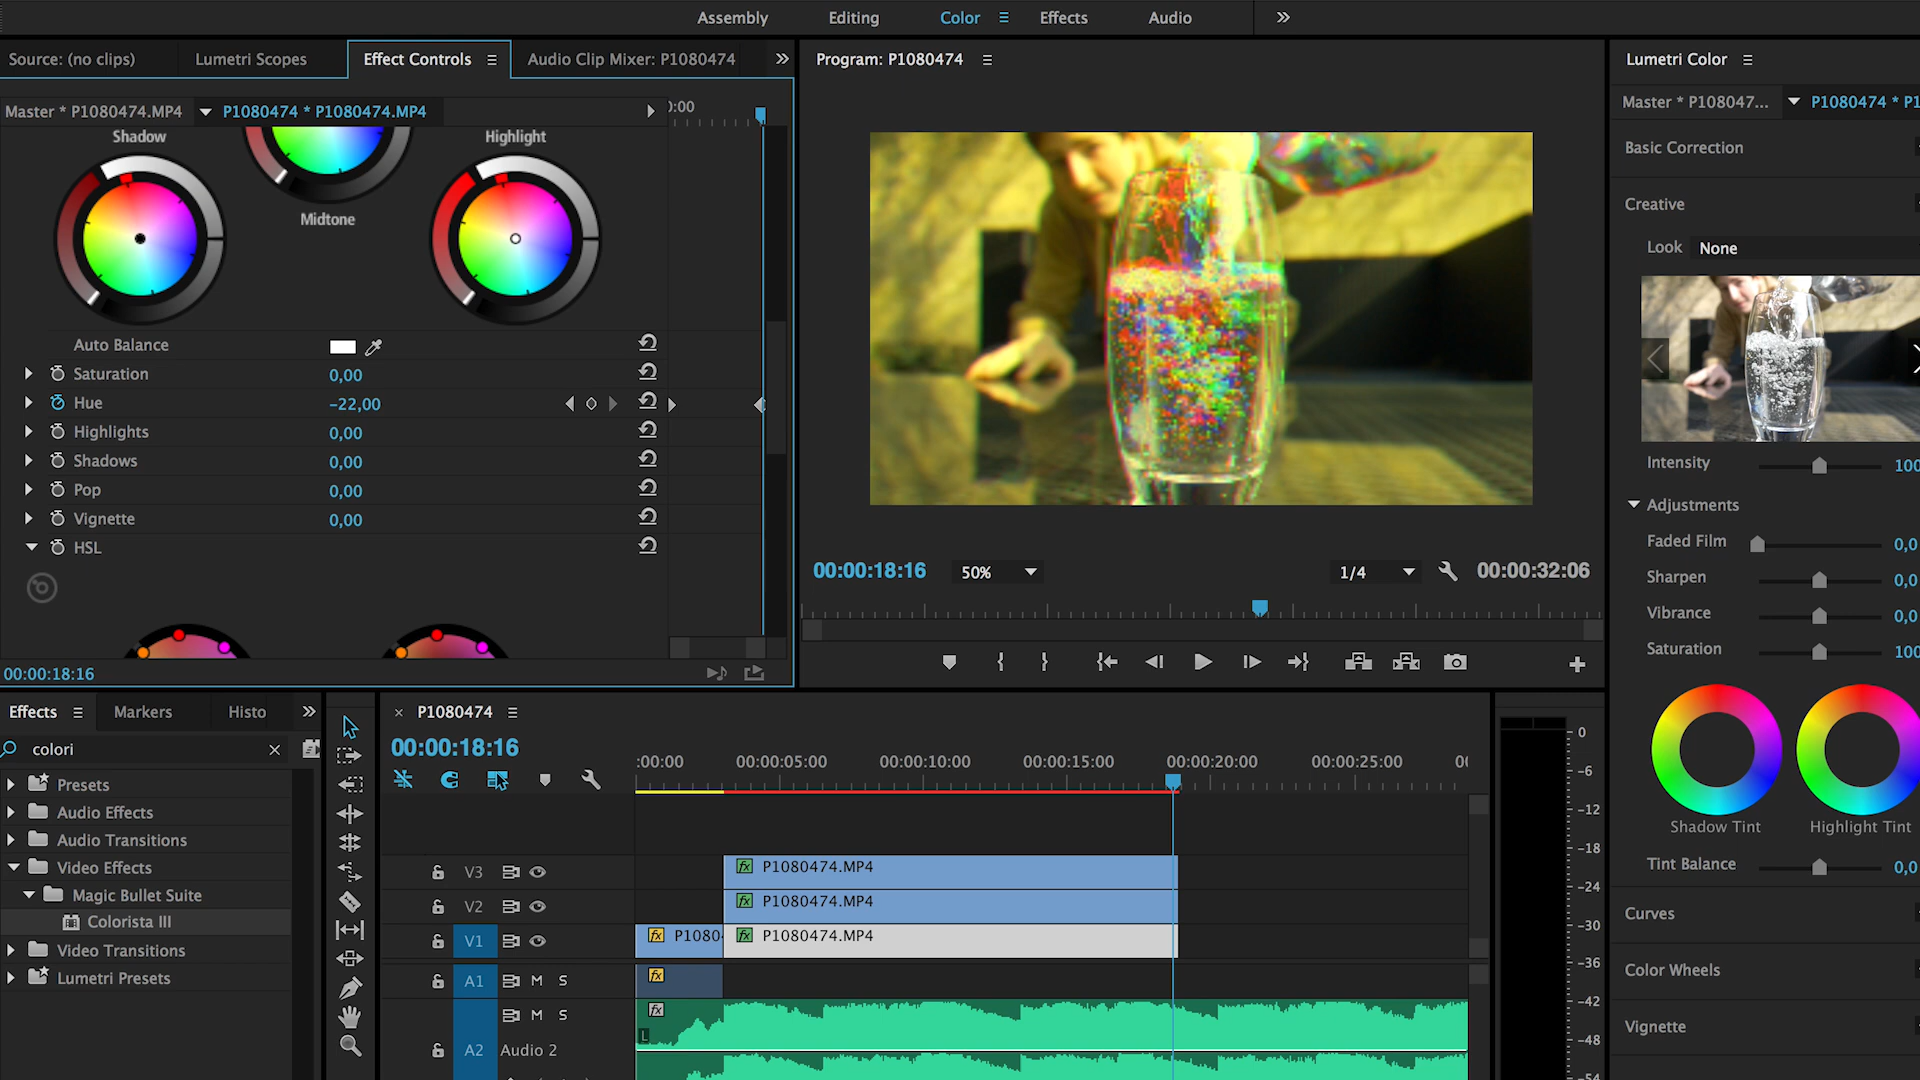 Assembly Editing Color Effects Audio
Source: (no clips) Lumetri Scopes Effect Controls Audio Clip Mixer: P1080474
Program: P1080474
Lumetri Color
Master * P1080474.MP4 P1080474 * P1080474.MP4 :00
Master * P108047... P1080474 * P1
Shadow Highlight
Midtone
Basic Correction
Creative
Look None
Auto Balance
Saturation 0,00
Hue -22,00
Highlights 0,00
Shadows 0,00
Pop 0,00
Vignette 0,00
HSL
00:00:18:16
Intensity 100
Adjustments
Faded Film 0,0
Sharpen 0,0
Vibrance 0,0
Saturation 100
Shadow Tint Highlight Tint
Tint Balance 0,0
Curves
Color Wheels
Vignette
00:00:18:16 50% 1/4 00:00:32:06
Effects Markers Histo
colori
Presets
Audio Effects
Audio Transitions
Video Effects
Magic Bullet Suite
Colorista III
Video Transitions
Lumetri Presets
× P1080474
00:00:18:16
:00:00 00:00:05:00 00:00:10:00 00:00:15:00 00:00:20:00 00:00:25:00 00
V3 fx P1080474.MP4
V2 fx P1080474.MP4
V1 fx P1080 fx P1080474.MP4
A1 M S fx
M S fx
L
A2 Audio 2
0
-6
-12
-18
-24
-30
-36
-42
-48
-54